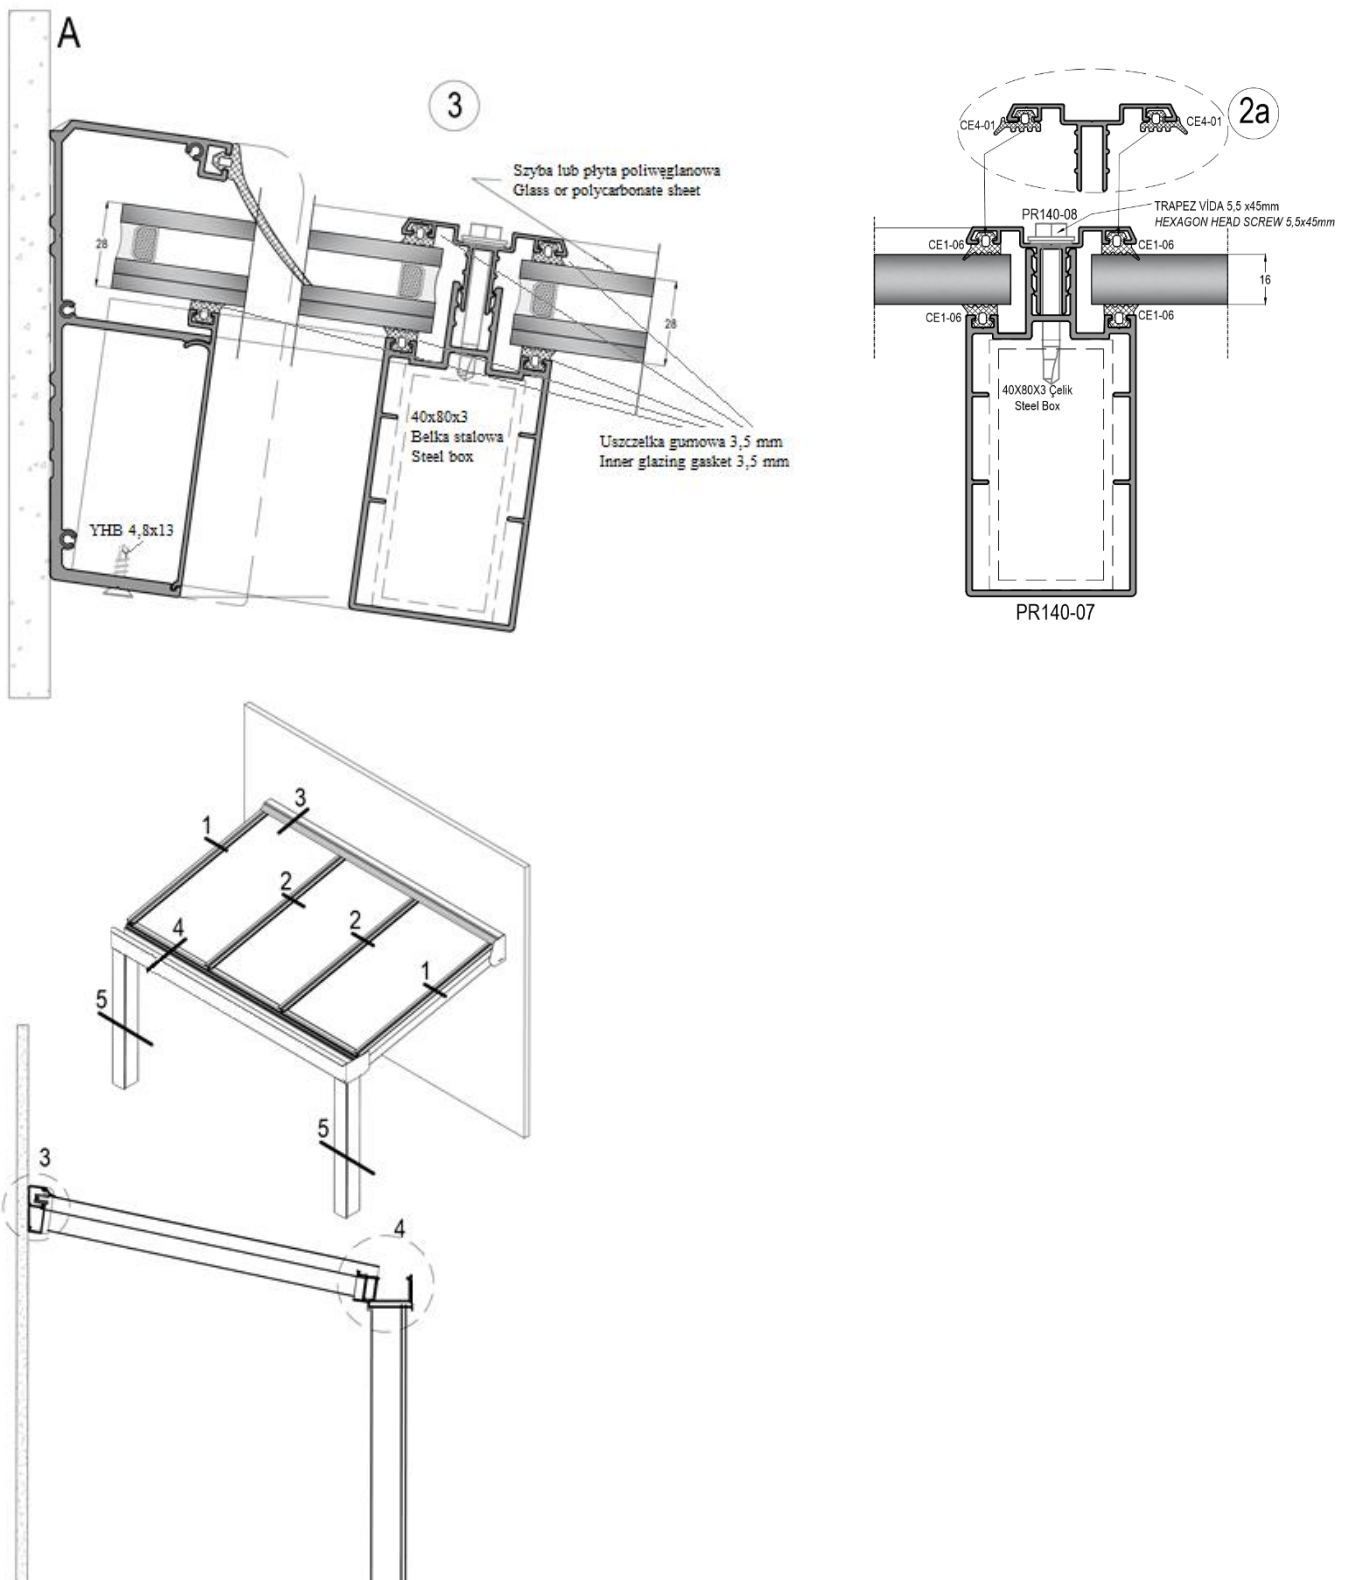 A
3
2a
CE4-01
CE4-01
Szyba lub płyta poliwęglanowa
Glass or polycarbonate sheet
PR140-08
TRAPEZ VİDA 5,5 x45mm
HEXAGON HEAD SCREW 5,5x45mm
CE1-06
CE1-06
28
16
28
CE1-06
CE1-06
40x80x3
Belka stalowa
Steel box
40X80X3 Çelik
Steel Box
Uszczelka gumowa 3,5 mm
Inner glazing gasket 3,5 mm
YHB 4,8x13
PR140-07
3
1
2
2
4
1
5
5
3
4